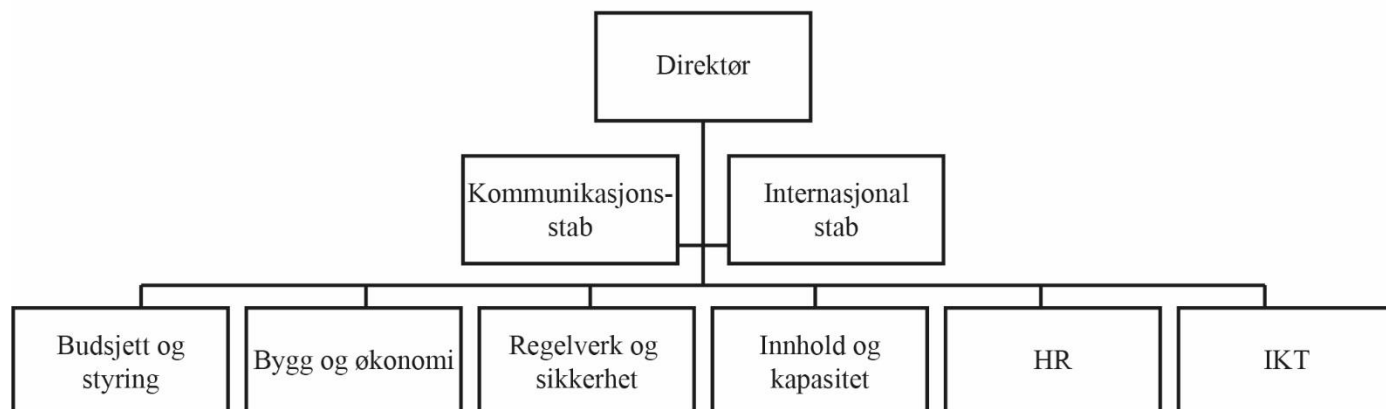 Direktør
Kommunikasjons-
stab
Internasjonal
stab
Budsjett og
styring
Bygg og økonomi
Regelverk og
sikkerhet
Innhold og
kapasitet
HR
IKT